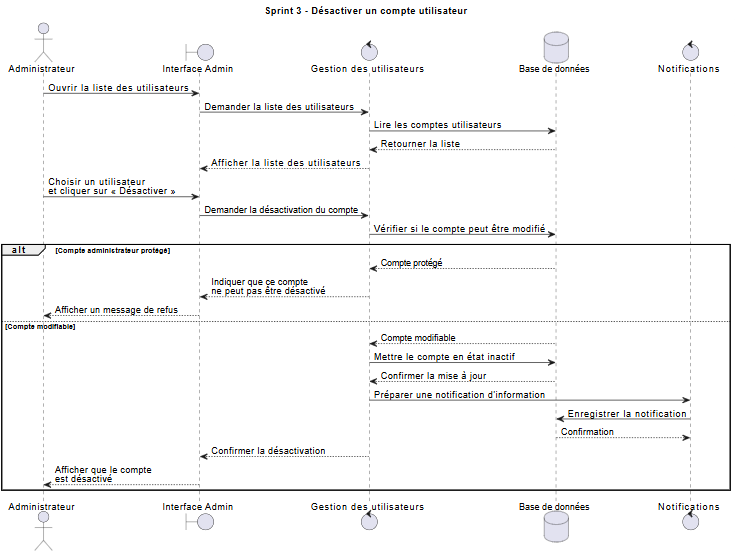 Sprint 3 - Désactiver un compte utilisateur
Administrateur
Interface Admin
Gestion des utilisateurs
Base de données
Notifications
Ouvrir la liste des utilisateurs
Demander la liste des utilisateurs
Lire les comptes utilisateurs
Retourner la liste
Afficher la liste des utilisateurs
Choisir un utilisateur
et cliquer sur « Désactiver »
Demander la désactivation du compte
Vérifier si le compte peut être modifié
alt
[Compte administrateur protégé]
Compte protégé
Indiquer que ce compte
ne peut pas être désactivé
Afficher un message de refus
[Compte modifiable]
Compte modifiable
Mettre le compte en état inactif
Confirmer la mise à jour
Préparer une notification d'information
Enregistrer la notification
Confirmation
Confirmer la désactivation
Afficher que le compte
est désactivé
Administrateur
Interface Admin
Gestion des utilisateurs
Base de données
Notifications